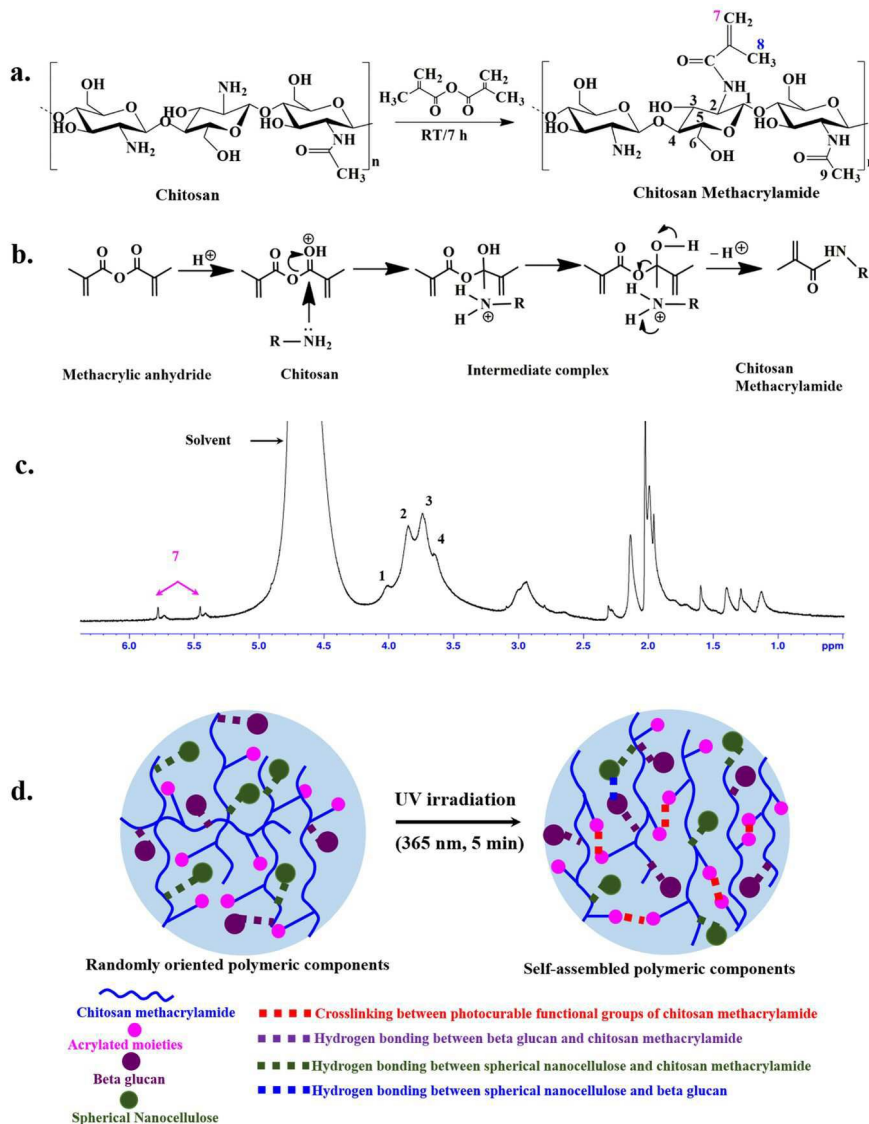 a.
7
CH2
8
CH3
O
NH
OH
NH2
OH
CH2
CH2
CH3
O
O
O
CH3
OH
3
2
1
OH
HO
O
O
HO
O
O
HO
O
O
5
HO
NH2
OH
NH
RT/7 h
HO
NH2
4
6
OH
9
NH
O
CH3
n
O
CH3
Chitosan
Chitosan Methacrylamide
b.
O
O
O
H⊕
O
⊕OH
O
O
OH
O
O
O
H
–H⊕
O
HN
R
R
NH2
H
N
R
H
⊕
H
N
R
H
⊕
Methacrylic anhydride
Chitosan
Intermediate complex
Chitosan
Methacrylamide
c.
Solvent
7
1
2
3
4
6.0 5.5 5.0 4.5 4.0 3.5 3.0 2.5 2.0 1.5 1.0 ppm
d.
UV irradiation
(365 nm, 5 min)
Randomly oriented polymeric components
Self-assembled polymeric components
Chitosan methacrylamide
Acrylated moieties
Beta glucan
Spherical Nanocellulose
Crosslinking between photocurable functional groups of chitosan methacrylamide
Hydrogen bonding between beta glucan and chitosan methacrylamide
Hydrogen bonding between spherical nanocellulose and chitosan methacrylamide
Hydrogen bonding between spherical nanocellulose and beta glucan